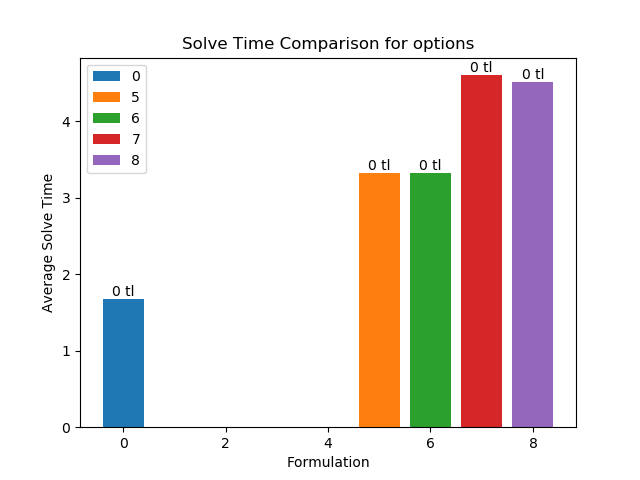 Solve Time Comparison for options
0
5
6
7
8
0 tl
0 tl
0 tl
0 tl
0 tl
Average Solve Time
4
3
2
1
0
0 2 4 6 8
Formulation